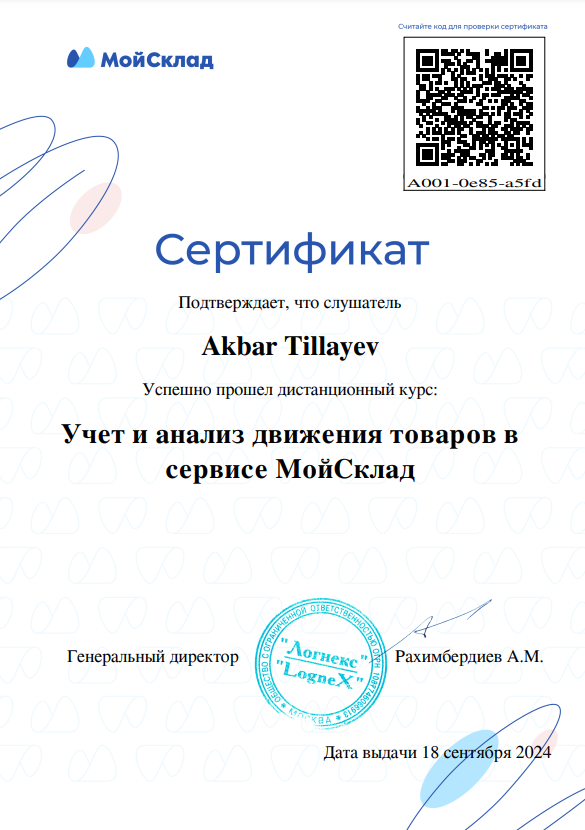 Считайте код для проверки сертификата
МойСклад
A001-0e85-a5fd
Сертификат
Подтверждает, что слушатель
Akbar Tillayev
Успешно прошел дистанционный курс:
Учет и анализ движения товаров в
сервисе МойСклад
ОБЩЕСТВО С ОГРАНИЧЕННОЙ ОТВЕТСТВЕННОСТЬЮ ОГРН
* МОСКВА *
"Логнекс"
"LogneX"
Генеральный директор
Рахимбердиев А.М.
Дата выдачи 18 сентября 2024